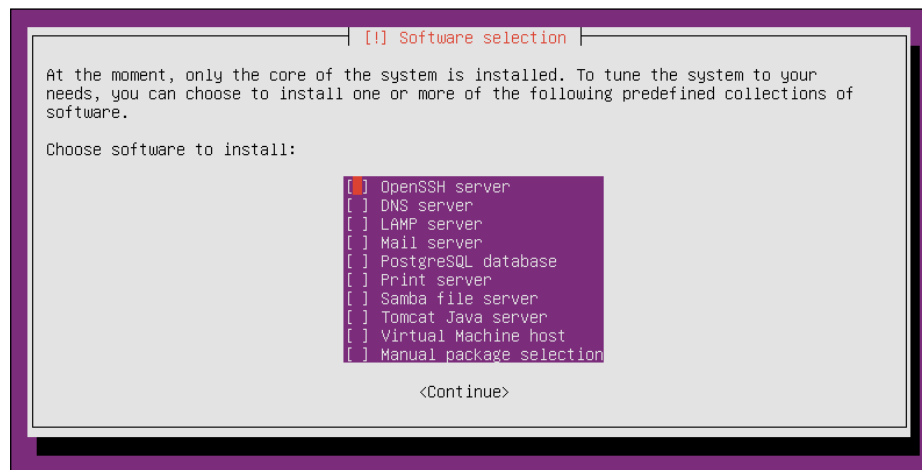 [!] Software selection
At the moment, only the core of the system is installed. To tune the system to your
needs, you can choose to install one or more of the following predefined collections of
software.
Choose software to install:
[ ] OpenSSH server
[ ] DNS server
[ ] LAMP server
[ ] Mail server
[ ] PostgreSQL database
[ ] Print server
[ ] Samba file server
[ ] Tomcat Java server
[ ] Virtual Machine host
[ ] Manual package selection
<Continue>